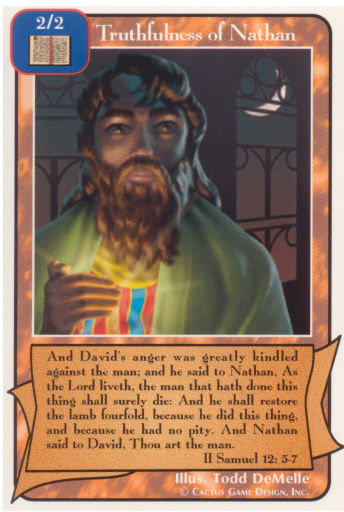 2/2
Truthfulness of Nathan
And David's anger was greatly kindled
against the man; and he said to Nathan, As
the Lord liveth, the man that hath done this
thing shall surely die: And he shall restore
the lamb fourfold, because he did this thing,
and because he had no pity. And Nathan
said to David, Thou art the man.
II Samuel 12: 5-7
Illus. Todd DeMelle
© Cactus Game Design, Inc.